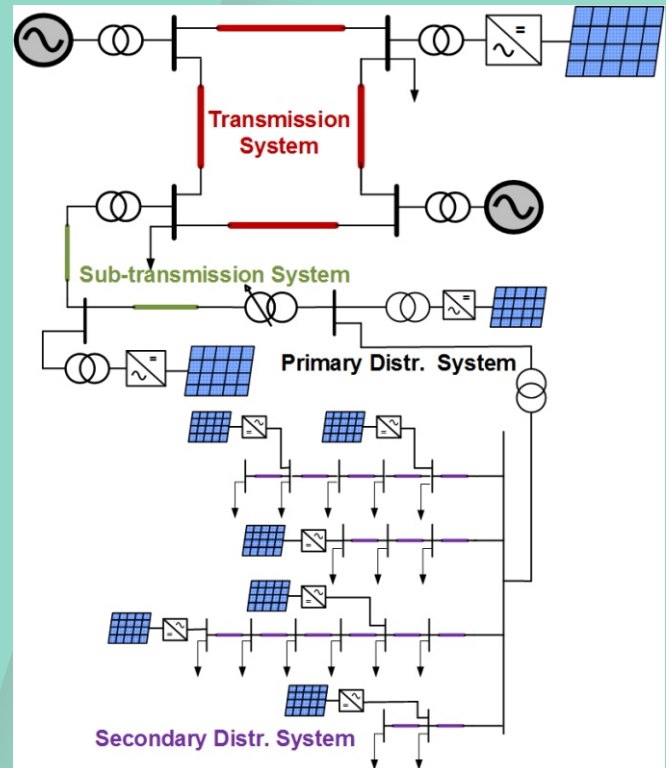 Transmission
System
Sub-transmission System
Primary Distr. System
Secondary Distr. System